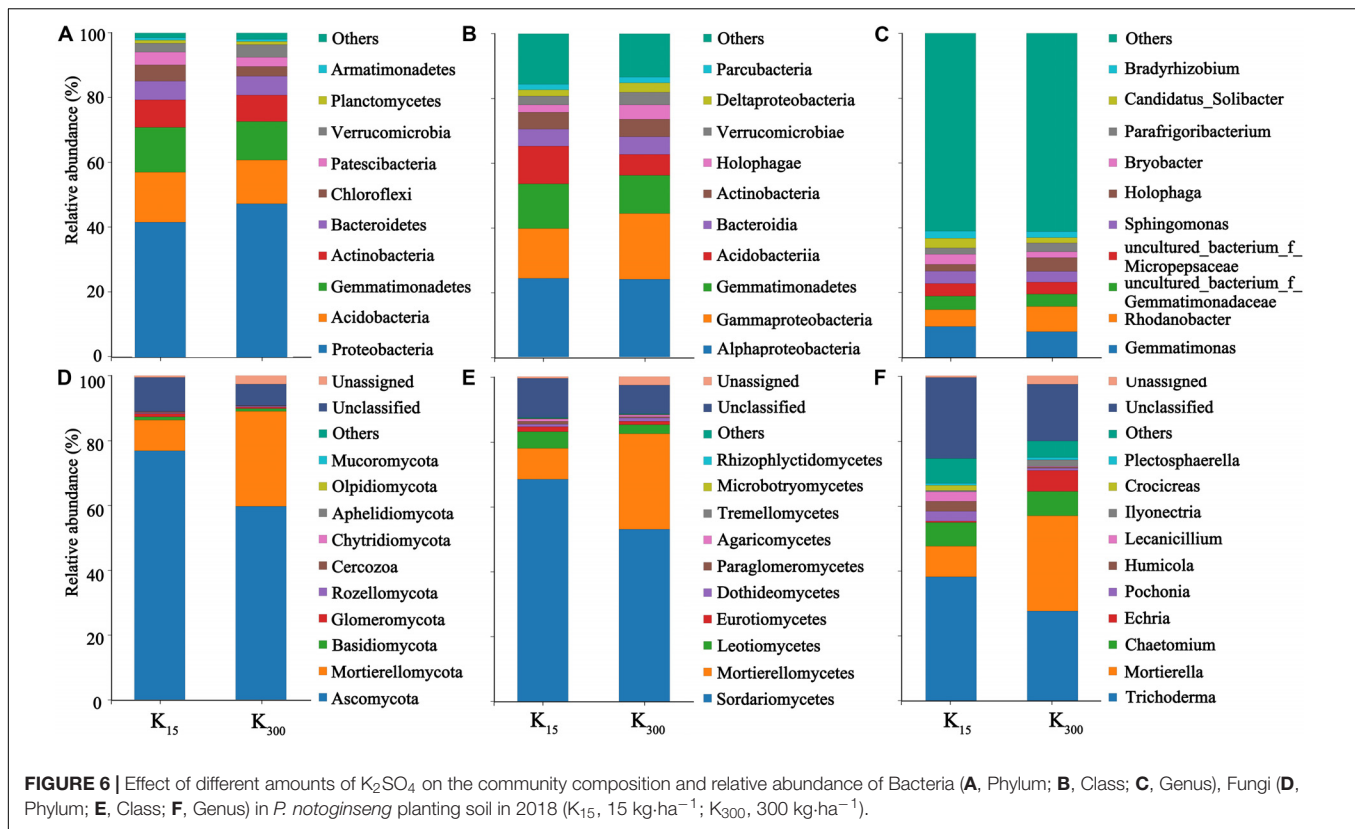 A
B
C
Relative abundance (%)
100
80
60
40
20
0
Others
Armatimonadetes
Planctomycetes
Verrucomicrobia
Patescibacteria
Chloroflexi
Bacteroidetes
Actinobacteria
Gemmatimonadetes
Acidobacteria
Proteobacteria
Others
Parcubacteria
Deltaproteobacteria
Verrucomicrobiae
Holophagae
Actinobacteria
Bacteroidia
Acidobacteriia
Gemmatimonadetes
Gammaproteobacteria
Alphaproteobacteria
Others
Bradyrhizobium
Candidatus_Solibacter
Parafrigoribacterium
Bryobacter
Holophaga
Sphingomonas
uncultured_bacterium_f_
Micropepsaceae
uncultured_bacterium_f_
Gemmatimonadaceae
Rhodanobacter
Gemmatimonas
D
E
F
Relative abundance (%)
100
80
60
40
20
0
Unassigned
Unclassified
Others
Mucoromycota
Olpidiomycota
Aphelidiomycota
Chytridiomycota
Cercozoa
Rozellomycota
Glomeromycota
Basidiomycota
Mortierellomycota
Ascomycota
Unassigned
Unclassified
Others
Rhizophlyctidomycetes
Microbotryomycetes
Tremellomycetes
Agaricomycetes
Paraglomeromycetes
Dothideomycetes
Eurotiomycetes
Leotiomycetes
Mortierellomycetes
Sordariomycetes
Unassigned
Unclassified
Others
Plectosphaerella
Crocicreas
Ilyonectria
Lecanicillium
Humicola
Pochonia
Echria
Chaetomium
Mortierella
Trichoderma
K₁₅ K₃₀₀
K₁₅ K₃₀₀
K₁₅ K₃₀₀
FIGURE 6 | Effect of different amounts of K₂SO₄ on the community composition and relative abundance of Bacteria (A, Phylum; B, Class; C, Genus), Fungi (D,
Phylum; E, Class; F, Genus) in P. notoginseng planting soil in 2018 (K₁₅, 15 kg·ha⁻¹; K₃₀₀, 300 kg·ha⁻¹).